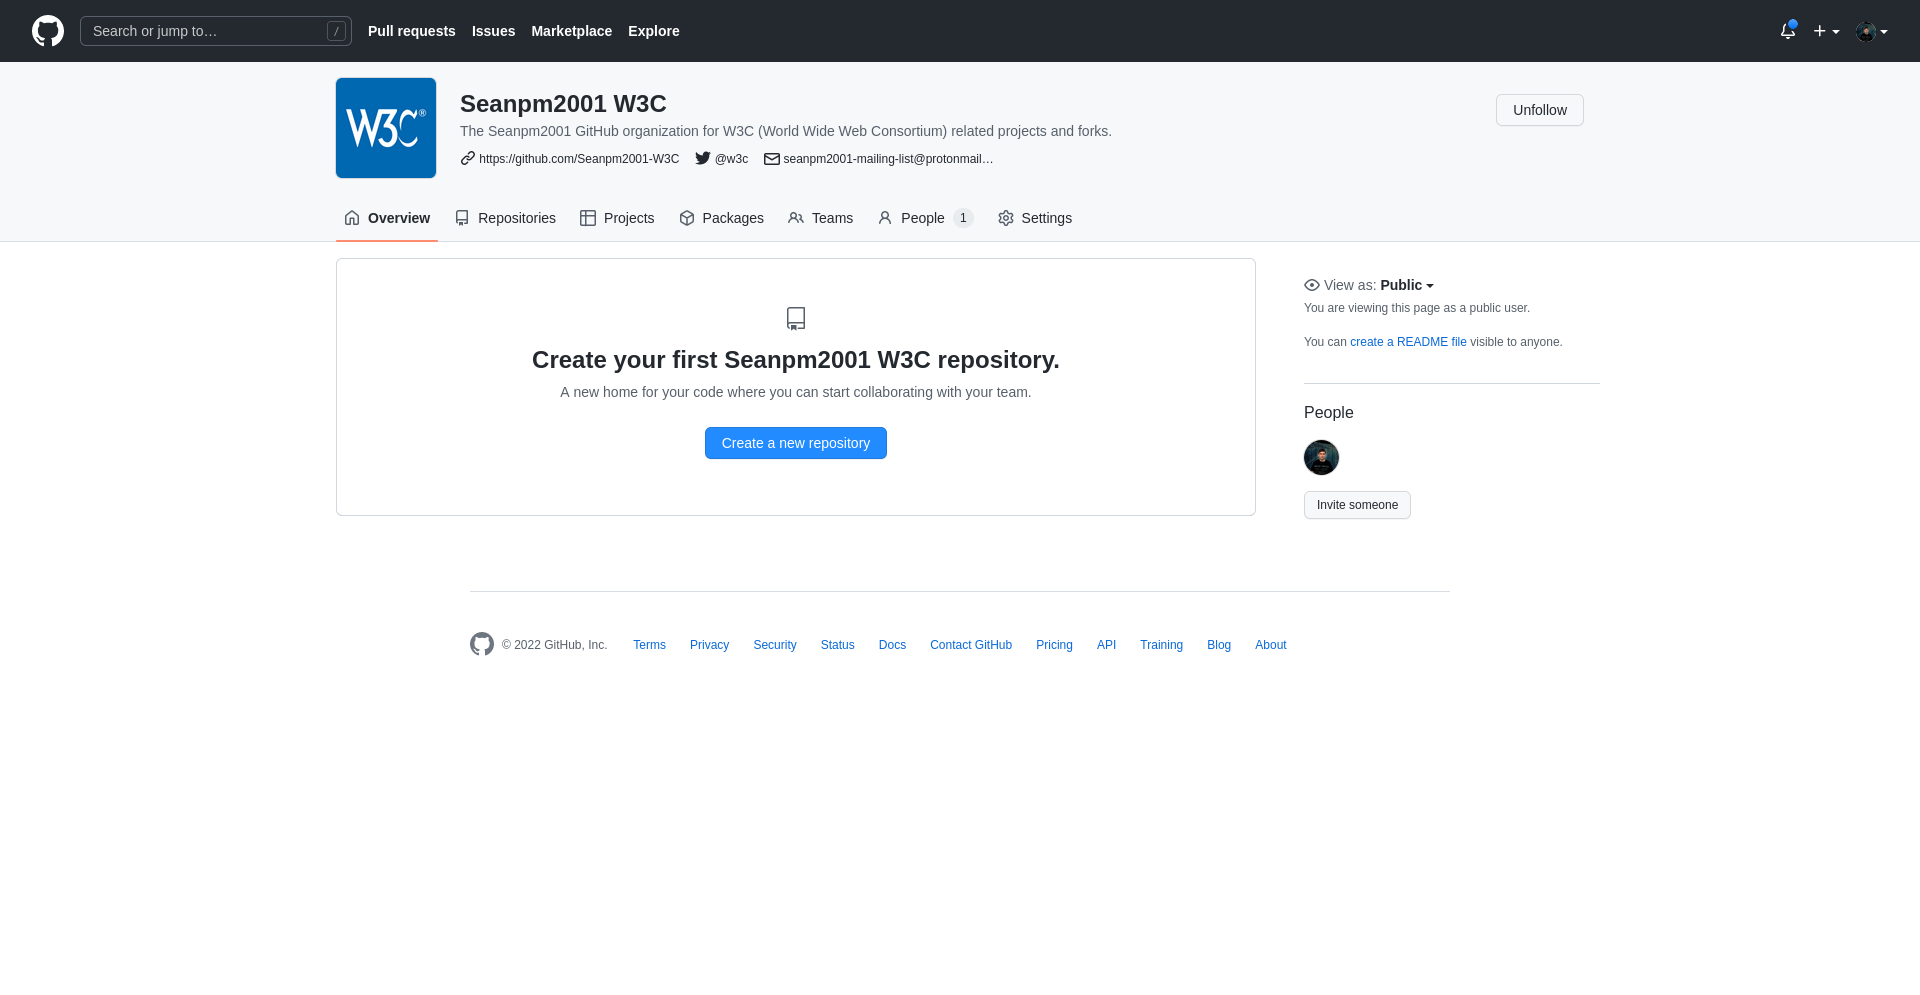 Search or jump to…
/
Pull requests
Issues
Marketplace
Explore
W3C®
Seanpm2001 W3C
The Seanpm2001 GitHub organization for W3C (World Wide Web Consortium) related projects and forks.
https://github.com/Seanpm2001-W3C
@w3c
seanpm2001-mailing-list@protonmail…
Unfollow
Overview
Repositories
Projects
Packages
Teams
People 1
Settings
Create your first Seanpm2001 W3C repository.
A new home for your code where you can start collaborating with your team.
Create a new repository
View as: Public
You are viewing this page as a public user.
You can create a README file visible to anyone.
People
Invite someone
© 2022 GitHub, Inc.
Terms
Privacy
Security
Status
Docs
Contact GitHub
Pricing
API
Training
Blog
About